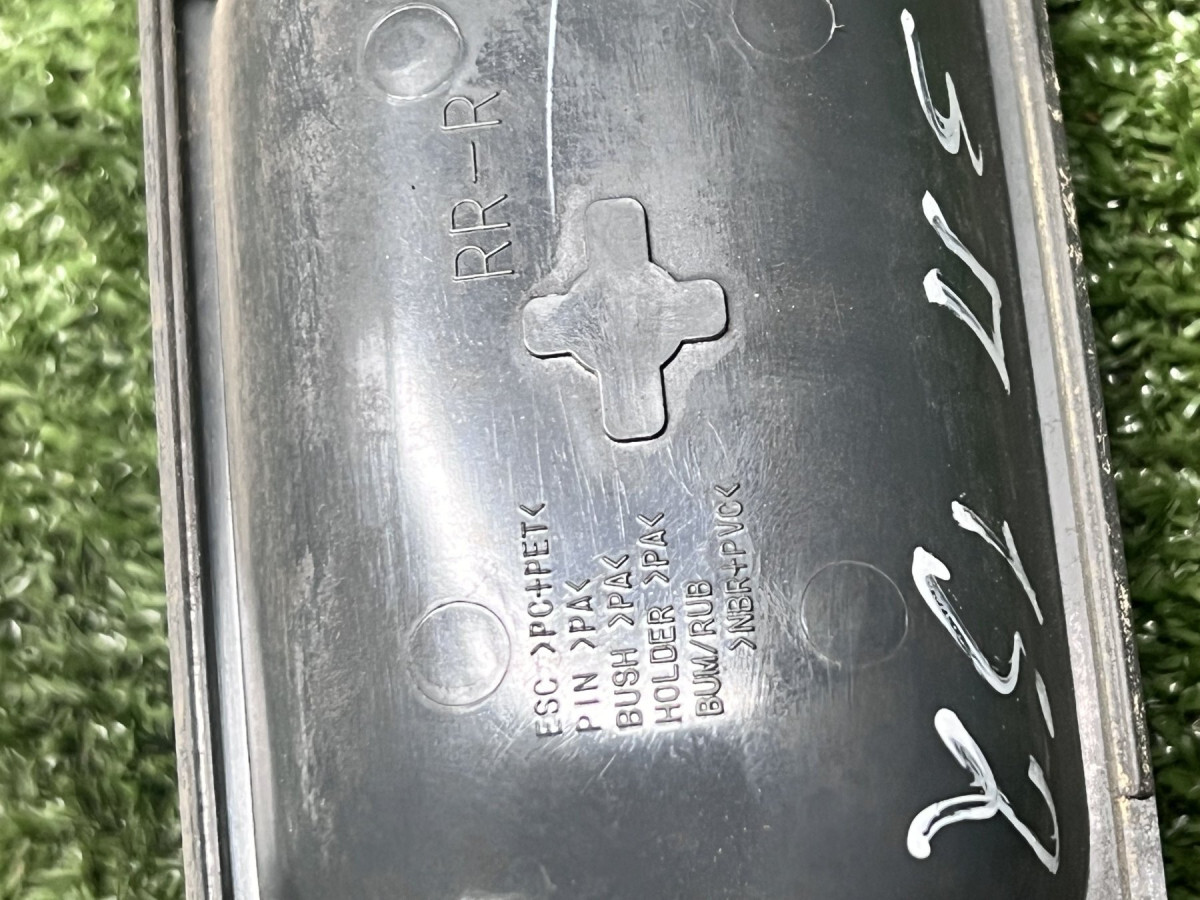 RR-R
ESC >PC+PET<
PIN >PA<
BUSH >PA<
HOLDER >PA<
BUM/RUB
>NBR+PVC<